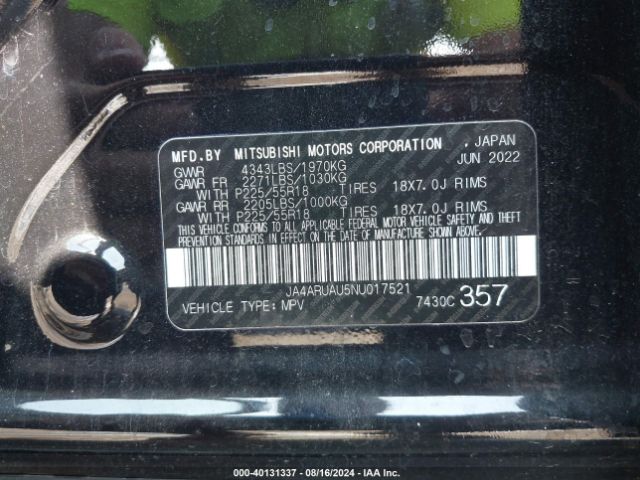 MFD.BY MITSUBISHI MOTORS CORPORATION , JAPAN
GVWR 4343LBS/1970KG JUN 2022
GAWR FR 2271LBS/1030KG
WITH P225/55R18 TIRES 18X7.0J RIMS
GAWR RR 2205LBS/1000KG
WITH P225/55R18 TIRES 18X7.0J RIMS
THIS VEHICLE CONFORMS TO ALL APPLICABLE FEDERAL MOTOR VEHICLE SAFETY AND THEFT
PREVENTION STANDARDS IN EFFECT ON THE DATE OF MANUFACTURE SHOWN ABOVE.
JA4ARUAU5NU017521
VEHICLE TYPE: MPV 7430C 357
000-40131337 - 08/16/2024 - IAA Inc.